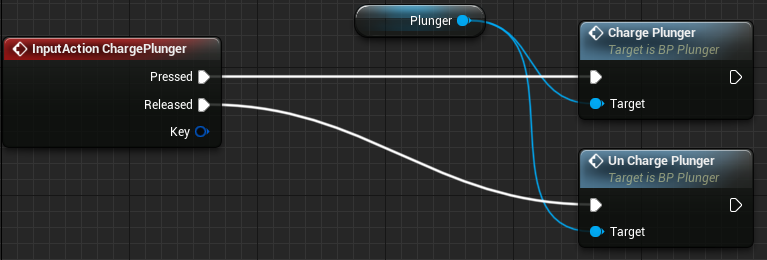 InputAction ChargePlunger
Pressed
Released
Key
Plunger
Charge Plunger
Target is BP Plunger
Target
Un Charge Plunger
Target is BP Plunger
Target